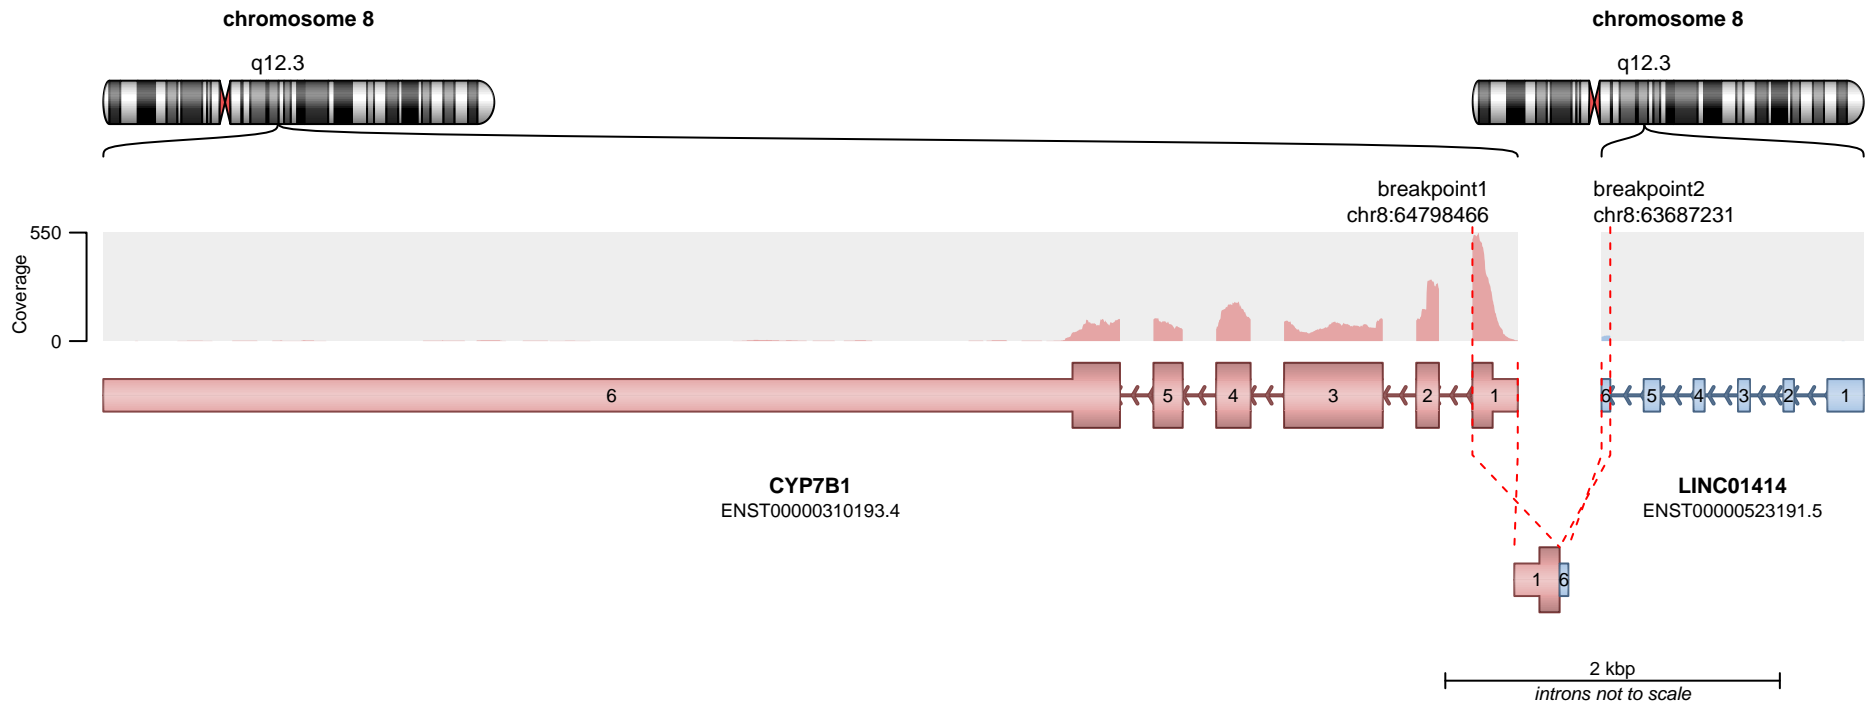 chromosome 8
chromosome 8
q12.3
q12.3
breakpoint1
chr8:64798466
breakpoint2
chr8:63687231
550
Coverage
0
6
5
4
3
2
1
6
5
4
3
2
1
CYP7B1
ENST00000310193.4
LINC01414
ENST00000523191.5
1
6
2 kbp
introns not to scale